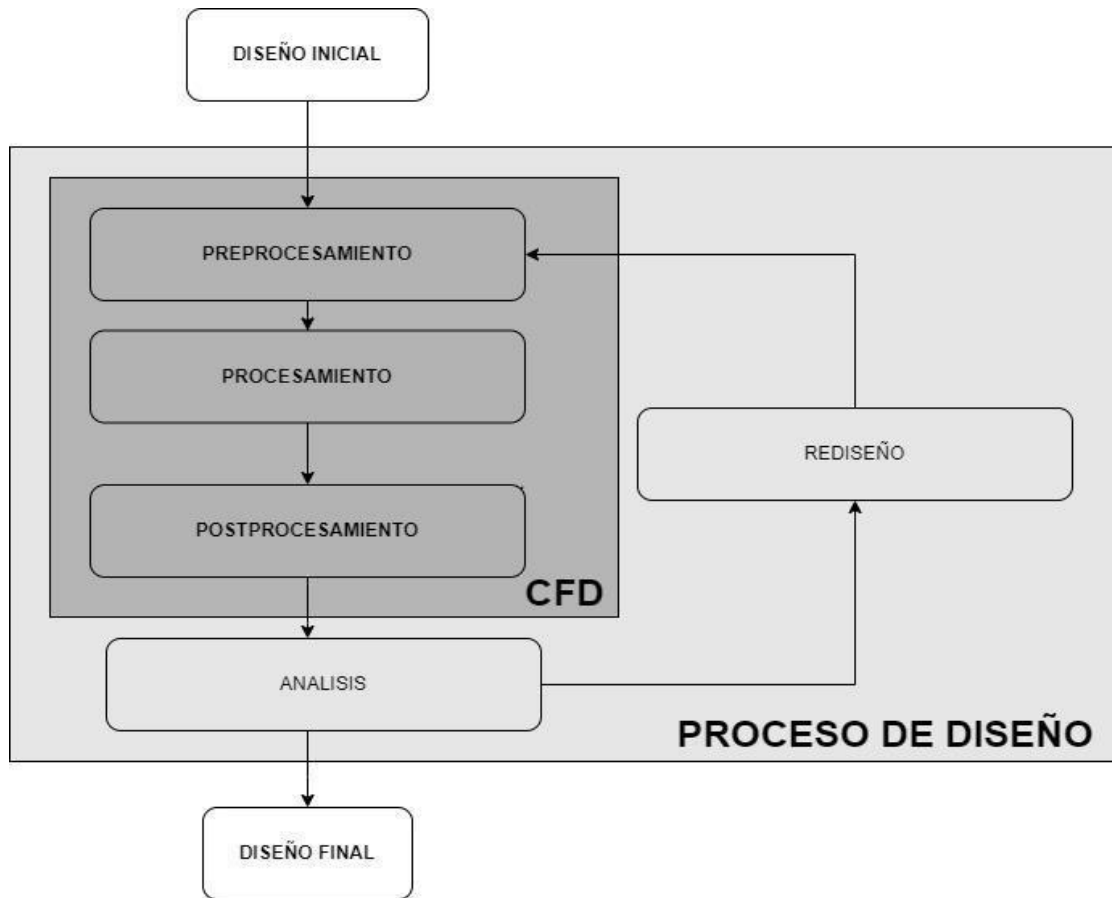 DISEÑO INICIAL
PREPROCESAMIENTO
PROCESAMIENTO
REDISEÑO
POSTPROCESAMIENTO
CFD
ANALISIS
PROCESO DE DISEÑO
DISEÑO FINAL